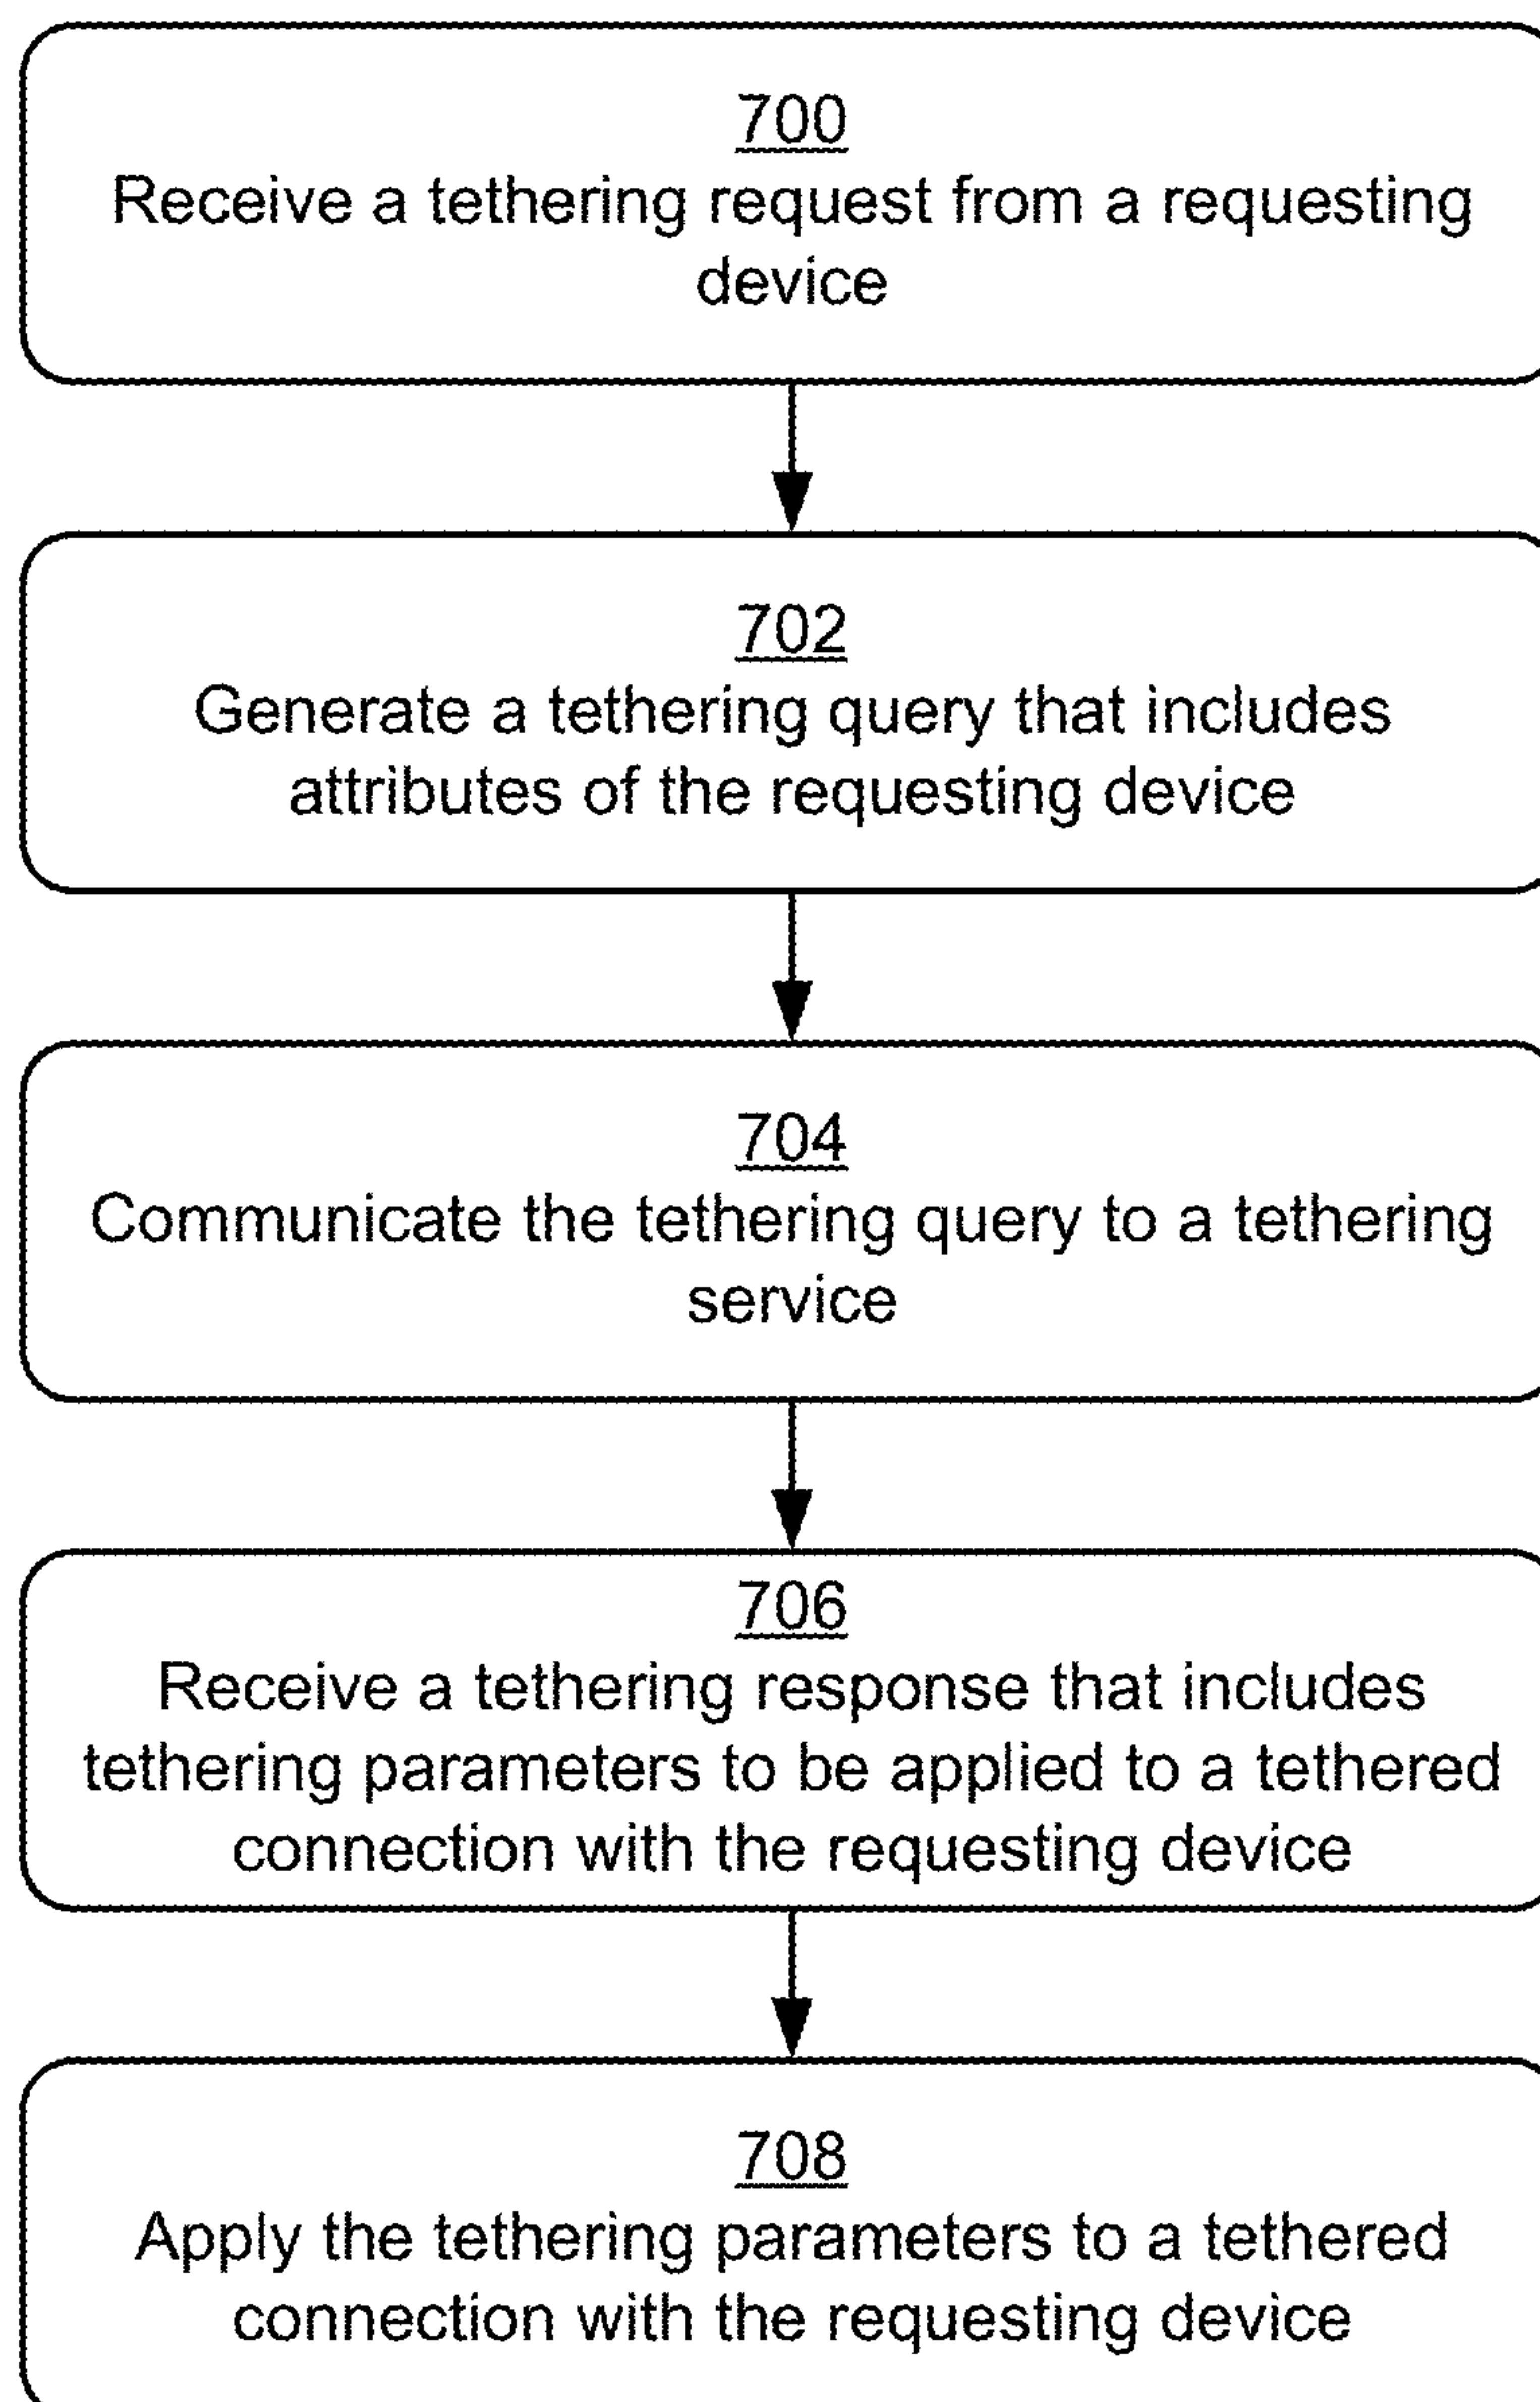 700
Receive a tethering request from a requesting
device
702
Generate a tethering query that includes
attributes of the requesting device
704
Communicate the tethering query to a tethering
service
706
Receive a tethering response that includes
tethering parameters to be applied to a tethered
connection with the requesting device
708
Apply the tethering parameters to a tethered
connection with the requesting device